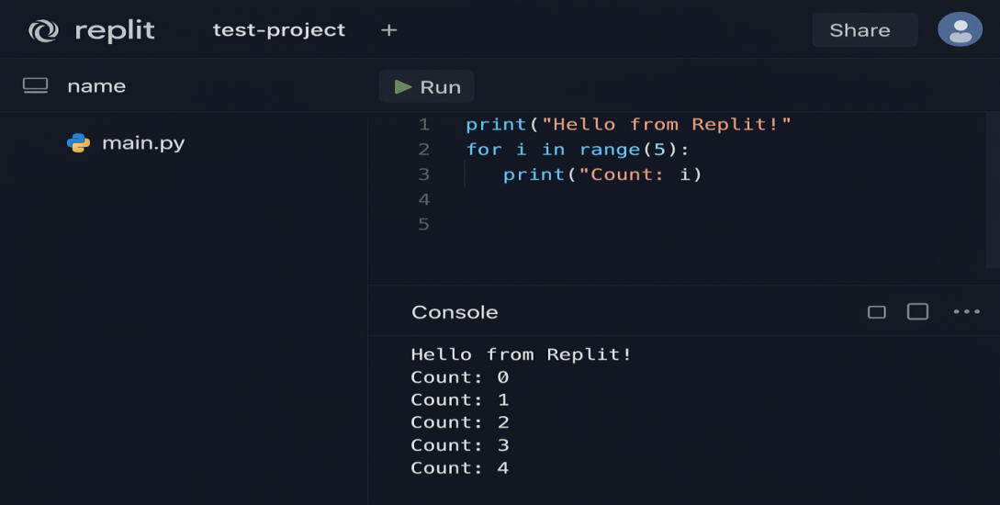 replit test-project + Share
name
Run
main.py
1 print("Hello from Replit!"
2 for i in range(5):
3 print("Count: i)
4
5
Console
Hello from Replit!
Count: 0
Count: 1
Count: 2
Count: 3
Count: 4